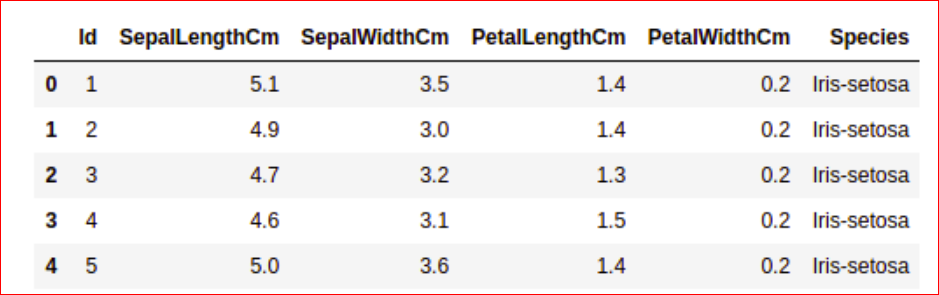 Id SepalLengthCm SepalWidthCm PetalLengthCm PetalWidthCm Species
0 1 5.1 3.5 1.4 0.2 Iris-setosa
1 2 4.9 3.0 1.4 0.2 Iris-setosa
2 3 4.7 3.2 1.3 0.2 Iris-setosa
3 4 4.6 3.1 1.5 0.2 Iris-setosa
4 5 5.0 3.6 1.4 0.2 Iris-setosa